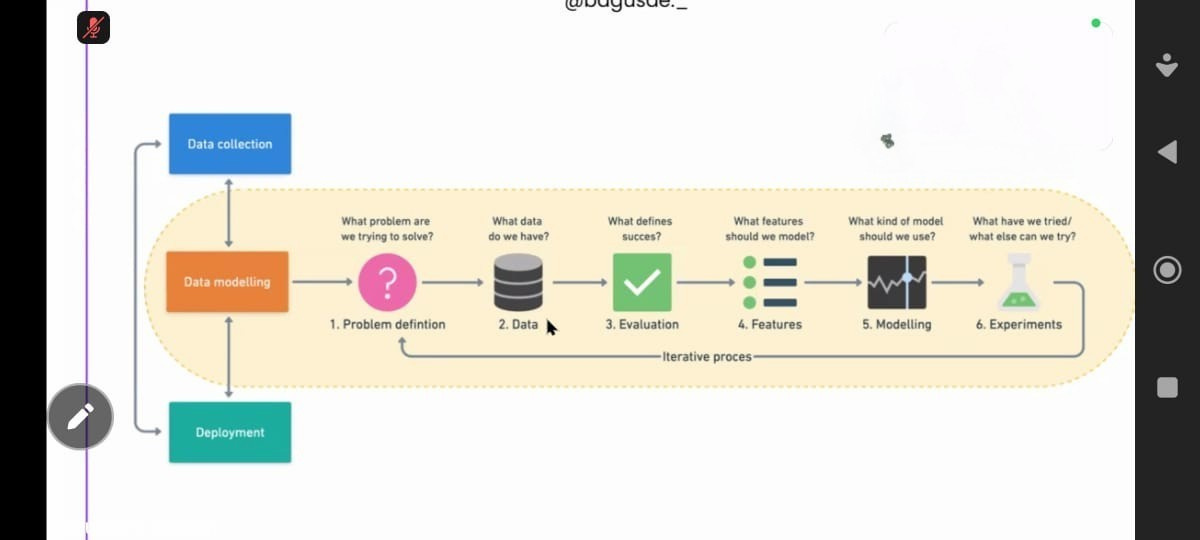 @bagusae._
Data collection
What problem are
we trying to solve?
What data
do we have?
What defines
succes?
What features
should we model?
What kind of model
should we use?
What have we tried/
what else can we try?
Data modelling
?
1. Problem defintion
2. Data
3. Evaluation
4. Features
5. Modelling
6. Experiments
Iterative proces
Deployment